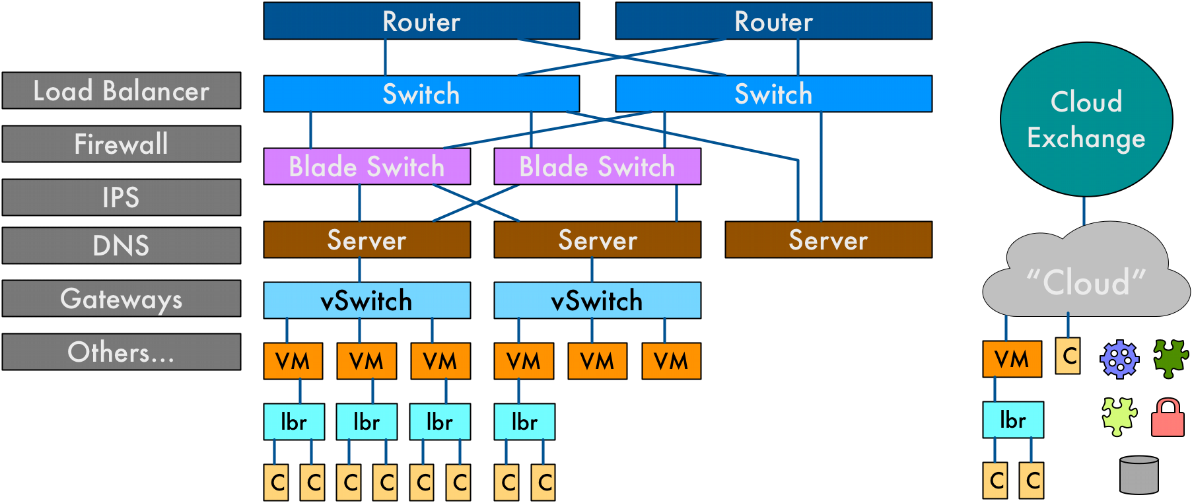 Router
Router
Load Balancer
Switch
Switch
Cloud
Exchange
Firewall
Blade Switch
Blade Switch
IPS
DNS
Server
Server
Server
Gateways
vSwitch
vSwitch
“Cloud”
Others...
VM
VM
VM
VM
VM
VM
VM
C
lbr
lbr
lbr
lbr
lbr
C
C
C
C
C
C
C
C
C
C